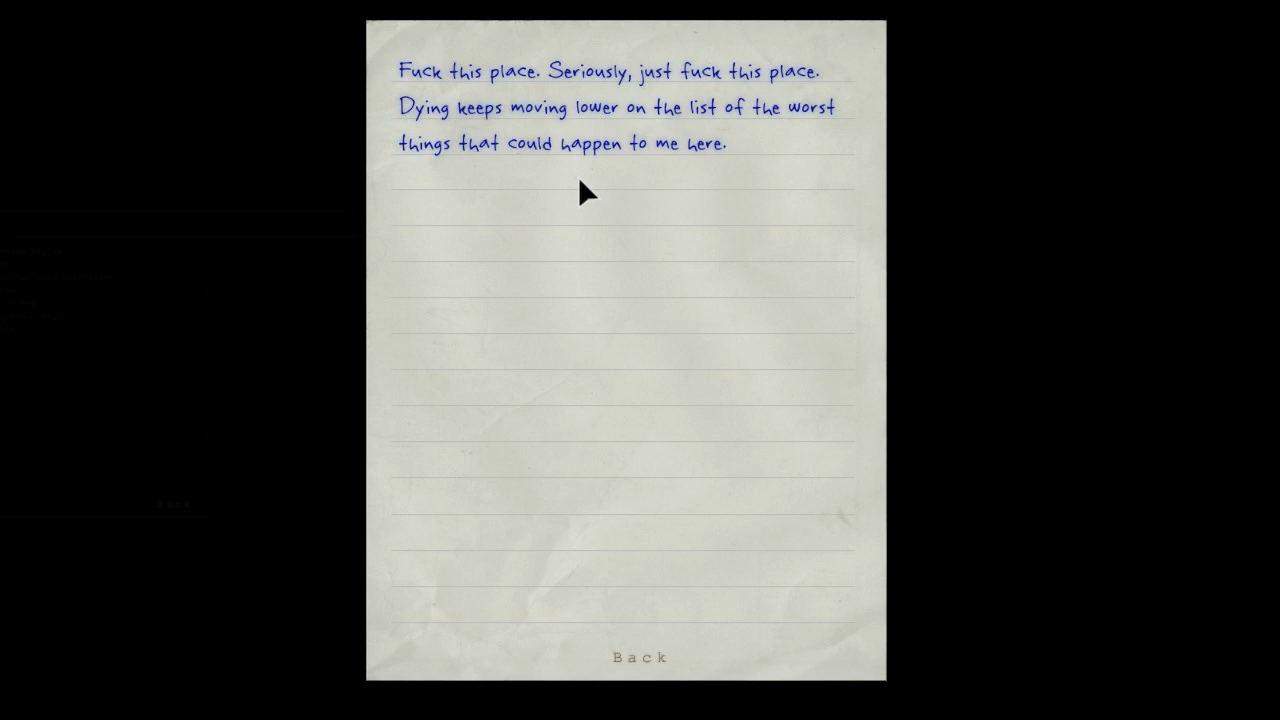 Fuck this place. Seriously, just fuck this place.
Dying keeps moving lower on the list of the worst
things that could happen to me here.
Back